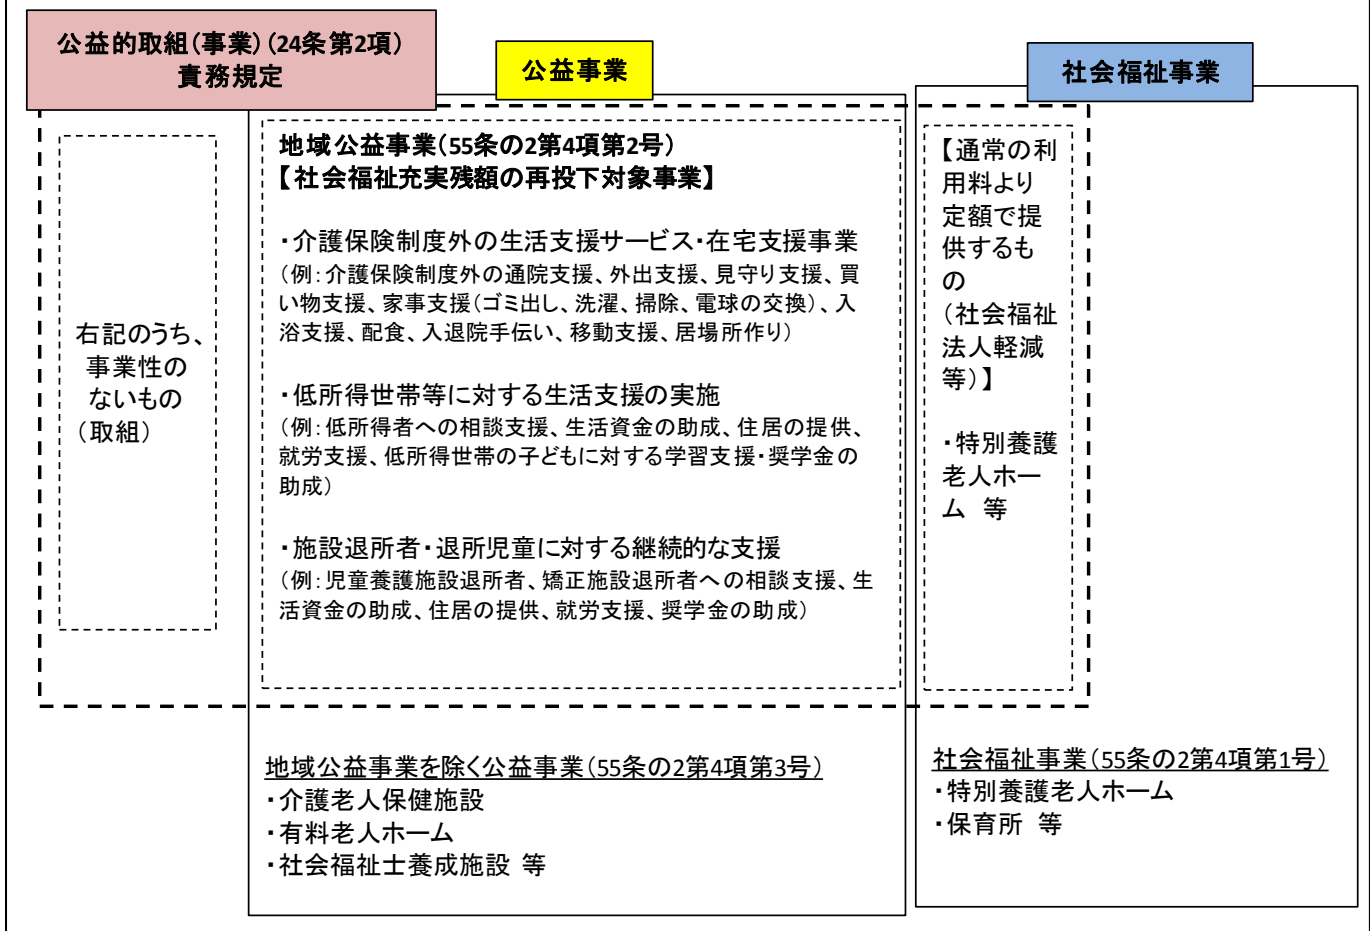 公益的取組(事業)(24条第2項)
責務規定
公益事業
社会福祉事業
右記のうち、
事業性の
ないもの
(取組)
地域公益事業(55条の2第4項第2号)
【社会福祉充実残額の再投下対象事業】
・介護保険制度外の生活支援サービス・在宅支援事業
(例:介護保険制度外の通院支援、外出支援、見守り支援、買
い物支援、家事支援(ゴミ出し、洗濯、掃除、電球の交換)、入
浴支援、配食、入退院手伝い、移動支援、居場所作り)
・低所得世帯等に対する生活支援の実施
(例:低所得者への相談支援、生活資金の助成、住居の提供、
就労支援、低所得世帯の子どもに対する学習支援・奨学金の
助成)
・施設退所者・退所児童に対する継続的な支援
(例:児童養護施設退所者、矯正施設退所者への相談支援、生
活資金の助成、住居の提供、就労支援、奨学金の助成)
【通常の利
用料より
定額で提
供するも
の
(社会福祉
法人軽減
等)】
・特別養護
老人ホー
ム 等
地域公益事業を除く公益事業(55条の2第4項第3号)
・介護老人保健施設
・有料老人ホーム
・社会福祉士養成施設 等
社会福祉事業(55条の2第4項第1号)
・特別養護老人ホーム
・保育所 等